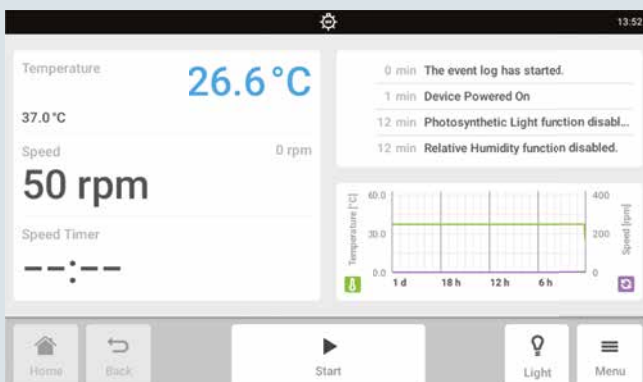 13:52
Temperature
26.6 °C
37.0 °C
Speed
0 rpm
50 rpm
Speed Timer
--:--
0 min The event log has started.
1 min Device Powered On
12 min Photosynthetic Light function disabl...
12 min Relative Humidity function disabled.
Temperature [°C]
60.0
30.0
0.0
400
200
0
Speed [rpm]
1 d 18 h 12 h 6 h
Home
Back
Start
Light
Menu